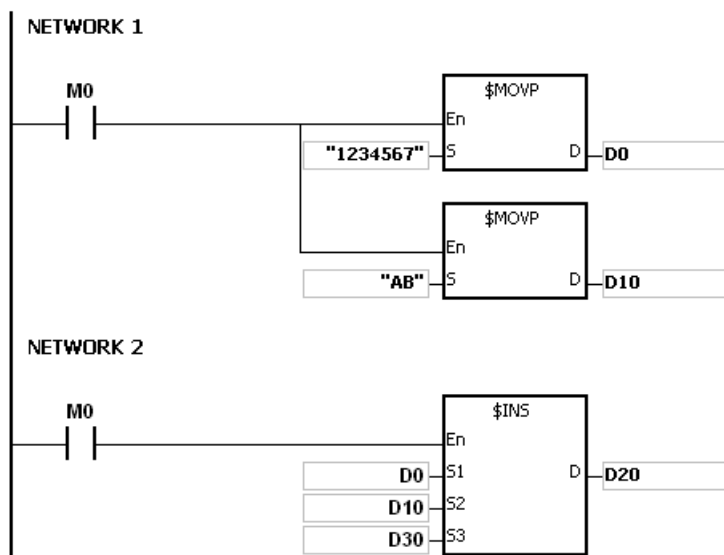 NETWORK 1
M0
$MOVP
En
"1234567" S D D0
$MOVP
En
"AB" S D D10
NETWORK 2
M0
$INS
En
D0 S1 D D20
D10 S2
D30 S3